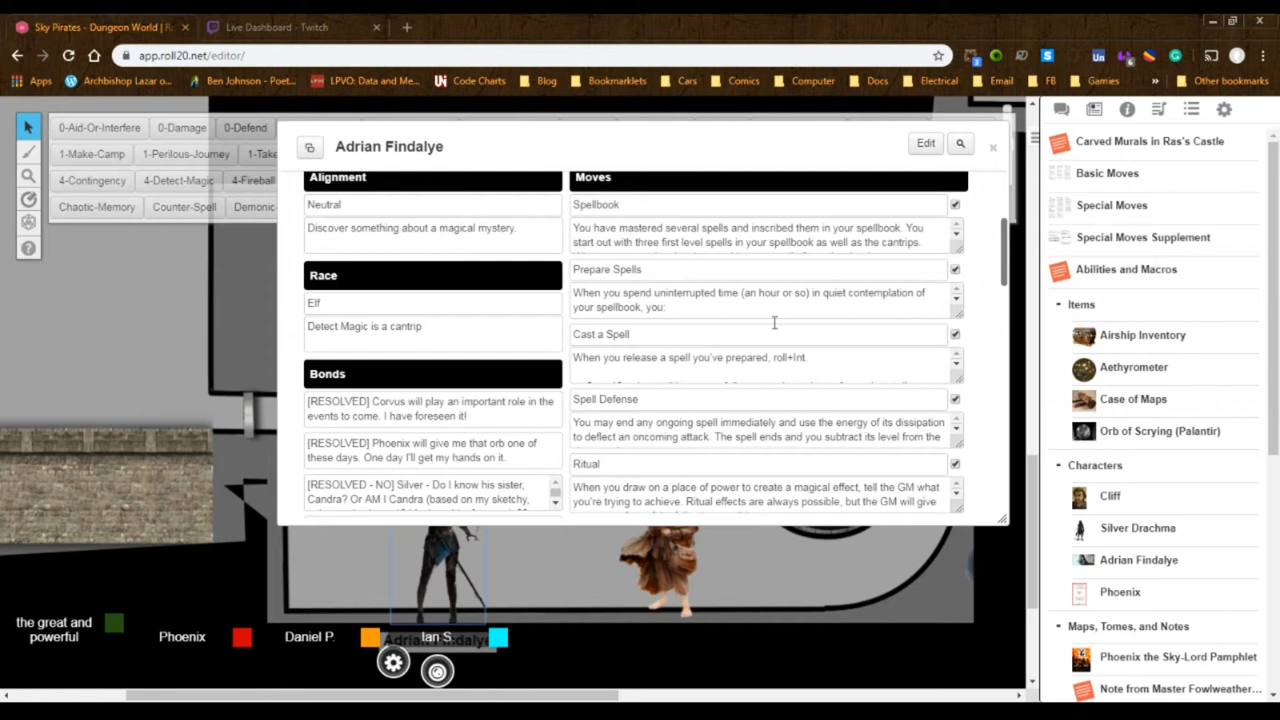 Sky Pirates - Dungeon World | R
Live Dashboard - Twitch
app.roll20.net/editor/
Apps
Archbishop Lazar o...
Ben Johnson - Poet...
LPVO: Data and Me...
Code Charts
Blog
Bookmarklets
Cars
Comics
Computer
Docs
Electrical
Email
FB
Gamies
Other bookmarks
0-Aid-Or-Interfere
0-Damage
0-Defend
1-Make-Camp
1-Perilous-Journey
1-Take
4-Contingency
4-Detect-Magic
4-Fireball
Chaotic-Memory
Counter-Spell
Demonic
Adrian Findalye
Edit
Alignment
Neutral
Discover something about a magical mystery.
Race
Elf
Detect Magic is a cantrip
Bonds
[RESOLVED] Corvus will play an important role in the
events to come. I have foreseen it!
[RESOLVED] Phoenix will give me that orb one of
these days. One day I'll get my hands on it.
[RESOLVED - NO] Silver - Do I know his sister,
Candra? Or AM I Candra (based on my sketchy,
Moves
Spellbook
You have mastered several spells and inscribed them in your spellbook. You
start out with three first level spells in your spellbook as well as the cantrips.
Prepare Spells
When you spend uninterrupted time (an hour or so) in quiet contemplation of
your spellbook, you:
Cast a Spell
When you release a spell you've prepared, roll+Int.
Spell Defense
You may end any ongoing spell immediately and use the energy of its dissipation
to deflect an oncoming attack. The spell ends and you subtract its level from the
Ritual
When you draw on a place of power to create a magical effect, tell the GM what
you're trying to achieve. Ritual effects are always possible, but the GM will give
Carved Murals in Ras's Castle
Basic Moves
Special Moves
Special Moves Supplement
Abilities and Macros
Items
Airship Inventory
Aethyrometer
Case of Maps
Orb of Scrying (Palantir)
Characters
Cliff
Silver Drachma
Adrian Findalye
Phoenix
Maps, Tomes, and Notes
Phoenix the Sky-Lord Pamphlet
Note from Master Fowlweather...
the great and
powerful
Phoenix
Daniel P.
Ian S.
Adrian Findalye